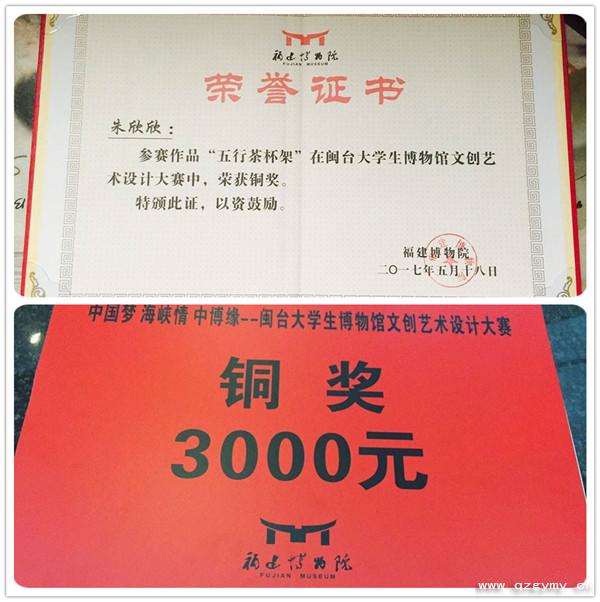 福建博物院
FUJIAN MUSEUM
荣誉证书
朱欣欣：
参赛作品“五行茶杯架”在闽台大学生博物馆文创艺
术设计大赛中，荣获铜奖。
特颁此证，以资鼓励。
福建博物院
二〇一七年五月十八日
中国梦 海峡情 中博缘--闽台大学生博物馆文创艺术设计大赛
铜 奖
3000元
福建博物院
FUJIAN MUSEUM
www.qzgymy.cn